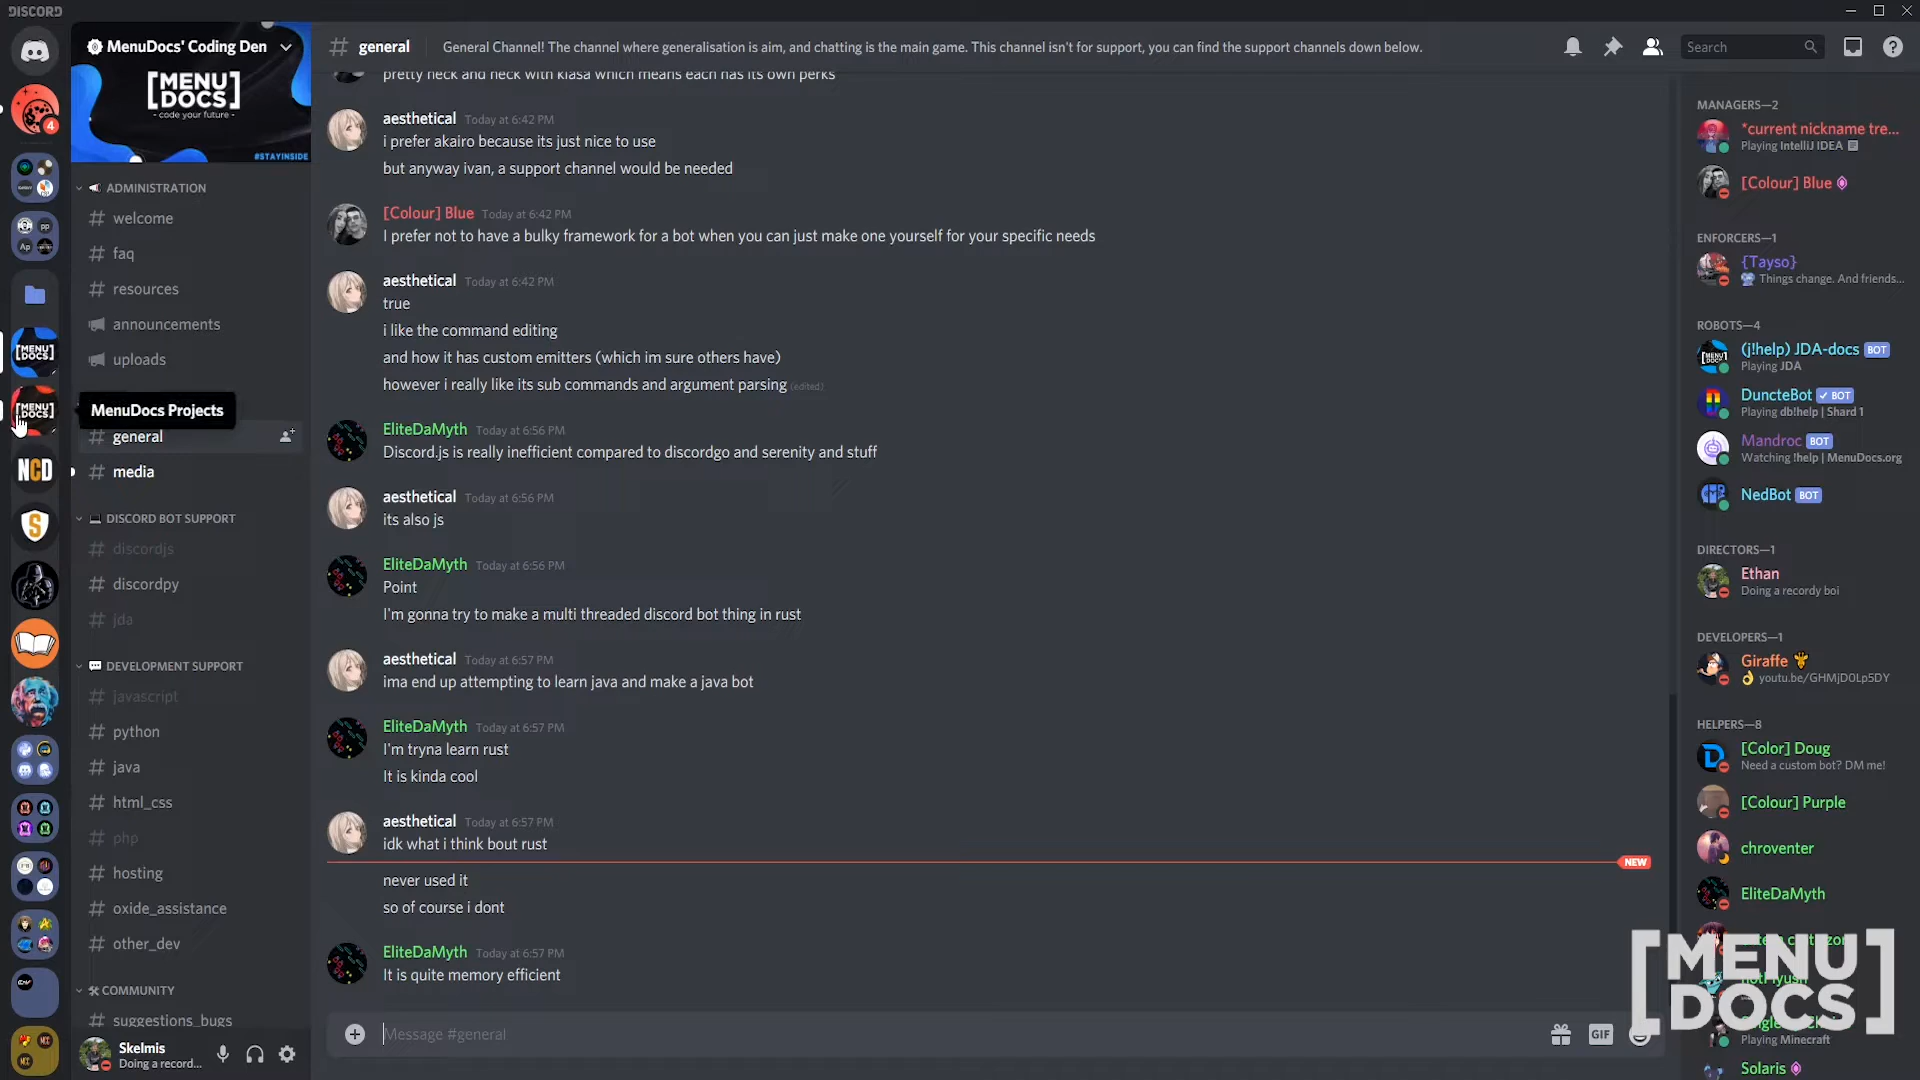 DISCORD
MenuDocs' Coding Den
[MENU
DOCS]
- code your future -
#STAYINSIDE
general
General Channel! The channel where generalisation is aim, and chatting is the main game. This channel isn't for support, you can find the support channels down below.
Search
4
ADMINISTRATION
welcome
faq
resources
announcements
uploads
MenuDocs Projects
general
media
DISCORD BOT SUPPORT
discordjs
discordpy
jda
DEVELOPMENT SUPPORT
javascript
python
java
html_css
php
hosting
oxide_assistance
other_dev
COMMUNITY
suggestions_bugs
Skelmis
Doing a record...
[MENU
DOCS]
[MENU
DOCS]
NCD
S
pretty neck and neck with klasa which means each has its own perks
aesthetical Today at 6:42 PM
i prefer akairo because its just nice to use
but anyway ivan, a support channel would be needed
[Colour] Blue Today at 6:42 PM
I prefer not to have a bulky framework for a bot when you can just make one yourself for your specific needs
aesthetical Today at 6:42 PM
true
i like the command editing
and how it has custom emitters (which im sure others have)
however i really like its sub commands and argument parsing (edited)
EliteDaMyth Today at 6:56 PM
Discord.js is really inefficient compared to discordgo and serenity and stuff
aesthetical Today at 6:56 PM
its also js
EliteDaMyth Today at 6:56 PM
Point
I'm gonna try to make a multi threaded discord bot thing in rust
aesthetical Today at 6:57 PM
ima end up attempting to learn java and make a java bot
EliteDaMyth Today at 6:57 PM
I'm tryna learn rust
It is kinda cool
aesthetical Today at 6:57 PM
idk what i think bout rust
NEW
never used it
so of course i dont
EliteDaMyth Today at 6:57 PM
It is quite memory efficient
Message #general
GIF
MANAGERS—2
*current nickname tre...
Playing IntelliJ IDEA
[Colour] Blue
ENFORCERS—1
{Tayso}
Things change. And friends...
ROBOTS—4
(j!help) JDA-docs BOT
Playing JDA
DuncteBot BOT
Playing db!help | Shard 1
Mandroc BOT
Watching !help | MenuDocs.org
NedBot BOT
DIRECTORS—1
Ethan
Doing a recordy boi
DEVELOPERS—1
Giraffe
youtu.be/GHMjD0Lp5DY
HELPERS—8
[Color] Doug
Need a custom bot? DM me!
[Colour] Purple
chroventer
EliteDaMyth
[MENU
DOCS]
Playing Minecraft
Solaris